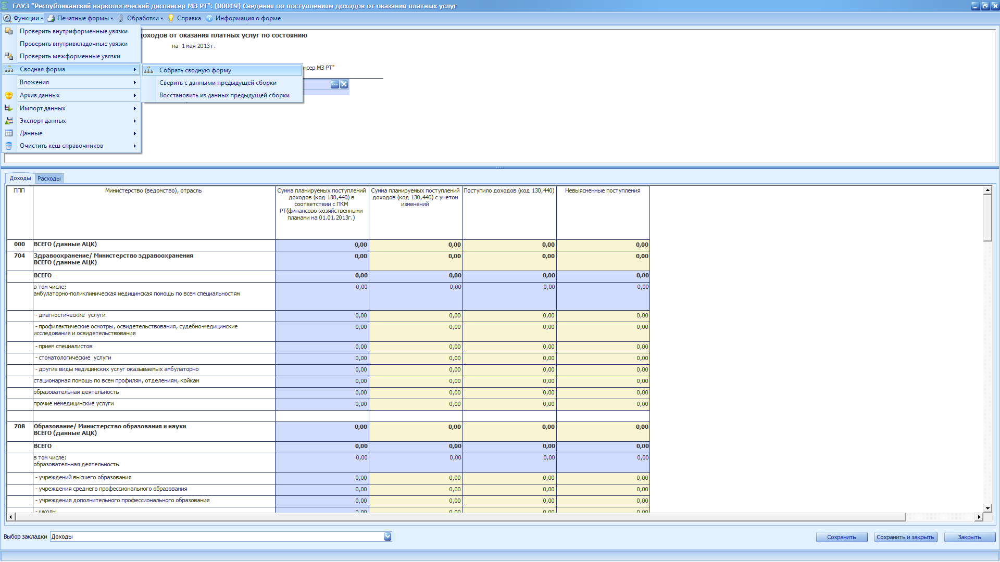 ГАУЗ "Республиканский наркологический диспансер МЗ РТ": (00019) Сведения по поступлениям доходов от оказания платных услуг
Функции Печатные формы Обработки Справка Информация о форме
Проверить внутриформенные увязки
Проверить внутривкладочные увязки
Проверить межформенные увязки
Сводная форма
Вложения
Архив данных
Импорт данных
Экспорт данных
Данные
Очистить кеш справочников
Собрать сводную форму
Сверить с данными предыдущей сборки
Восстановить из данных предыдущей сборки
доходов от оказания платных услуг по состоянию
на 1 мая 2013 г.
нсер МЗ РТ"
Доходы Расходы
ППП
Министерство (ведомство), отрасль
Сумма планируемых поступлений
доходов (код 130,440) в
соответствии с ПКМ
РТ(финансово-хозяйственными
планами на 01.01.2013г.)
Сумма планируемых поступлений
доходов (код 130,440) с учетом
изменений
Поступило доходов (код 130,440)
Невыясненные поступления
000 ВСЕГО (данные АЦК) 0,00 0,00 0,00 0,00
704 Здравоохранение/ Министерство здравоохранения 0,00 0,00 0,00 0,00
ВСЕГО (данные АЦК)
ВСЕГО 0,00 0,00 0,00 0,00
в том числе: 0,00 0,00 0,00 0,00
амбулаторно-поликлиническая медицинская помощь по всем специальностям
- диагностические услуги 0,00 0,00 0,00 0,00
- профилактические осмотры, освидетельствования, судебно-медицинские 0,00 0,00 0,00 0,00
исследования и освидетельствования
- прием специалистов 0,00 0,00 0,00 0,00
- стоматологические услуги 0,00 0,00 0,00 0,00
- другие виды медицинских услуг оказываемых амбулаторно 0,00 0,00 0,00 0,00
стационарная помощь по всем профилям, отделениям, койкам 0,00 0,00 0,00 0,00
образовательная деятельность 0,00 0,00 0,00 0,00
прочие немедицинские услуги 0,00 0,00 0,00 0,00
708 Образование/ Министерство образования и науки 0,00 0,00 0,00 0,00
ВСЕГО (данные АЦК)
ВСЕГО 0,00 0,00 0,00 0,00
в том числе: 0,00 0,00 0,00 0,00
образовательная деятельность
- учреждений высшего образования 0,00 0,00 0,00 0,00
- учреждения среднего профессионального образования 0,00 0,00 0,00 0,00
- учреждения дополнительного профессионального образования 0,00 0,00 0,00 0,00
- школы 0,00 0,00 0,00 0,00
Выбор закладки Доходы
Сохранить Сохранить и закрыть Закрыть